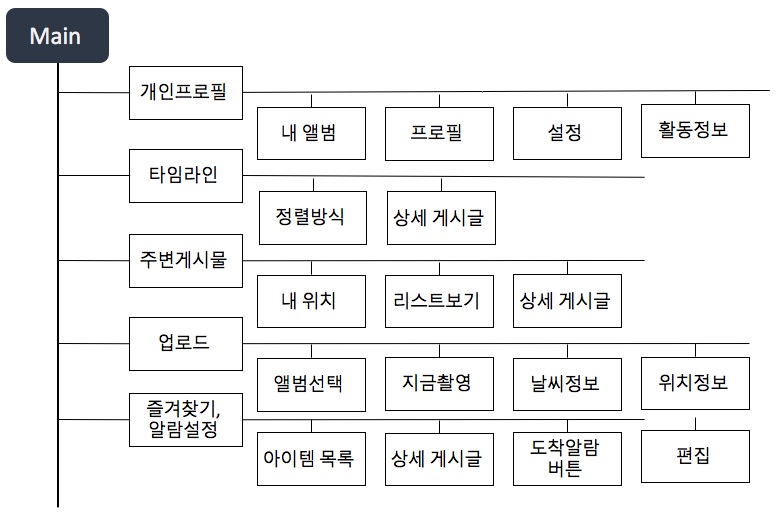 Main
개인프로필
내 앨범
프로필
설정
활동정보
타임라인
정렬방식
상세 게시글
주변게시물
내 위치
리스트보기
상세 게시글
업로드
앨범선택
지금촬영
날씨정보
위치정보
즐겨찾기,
알람설정
아이템 목록
상세 게시글
도착알람
버튼
편집